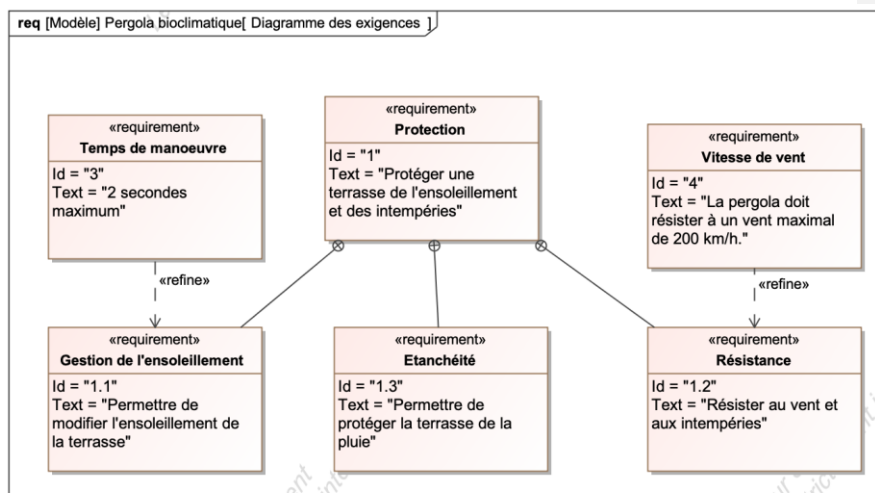 req [Modèle] Pergola bioclimatique[ Diagramme des exigences ]
«requirement»
Temps de manoeuvre
Id = "3"
Text = "2 secondes
maximum"
«requirement»
Protection
Id = "1"
Text = "Protéger une
terrasse de l'ensoleillement
et des intempéries"
«requirement»
Vitesse de vent
Id = "4"
Text = "La pergola doit
résister à un vent maximal
de 200 km/h."
«refine»
«refine»
«requirement»
Gestion de l'ensoleillement
Id = "1.1"
Text = "Permettre de
modifier l'ensoleillement de
la terrasse"
«requirement»
Etanchéité
Id = "1.3"
Text = "Permettre de
protéger la terrasse de la
pluie"
«requirement»
Résistance
Id = "1.2"
Text = "Résister au vent et
aux intempéries"